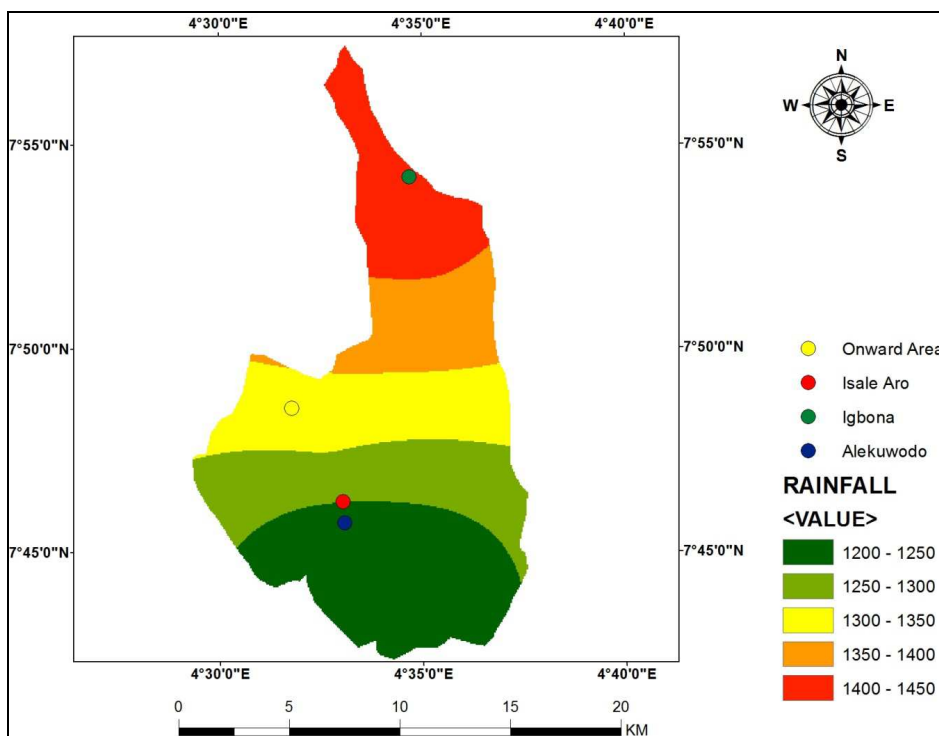 4°30'0"E 4°35'0"E 4°40'0"E
N
W E
S
7°55'0"N 7°55'0"N
7°50'0"N 7°50'0"N
Onward Area
Isale Aro
Igbona
Alekuwodo
RAINFALL
<VALUE>
7°45'0"N 7°45'0"N
1200 - 1250
1250 - 1300
1300 - 1350
1350 - 1400
1400 - 1450
4°30'0"E 4°35'0"E 4°40'0"E
0 5 10 15 20
KM